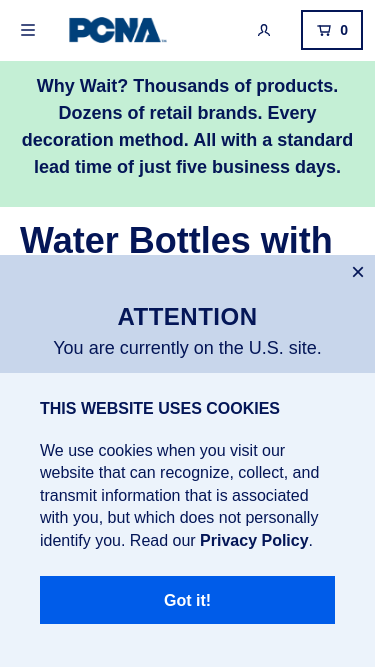 PCNA
0
Why Wait? Thousands of products.
Dozens of retail brands. Every
decoration method. All with a standard
lead time of just five business days.
Water Bottles with
ATTENTION
You are currently on the U.S. site.
THIS WEBSITE USES COOKIES
We use cookies when you visit our
website that can recognize, collect, and
transmit information that is associated
with you, but which does not personally
identify you. Read our Privacy Policy.
Got it!